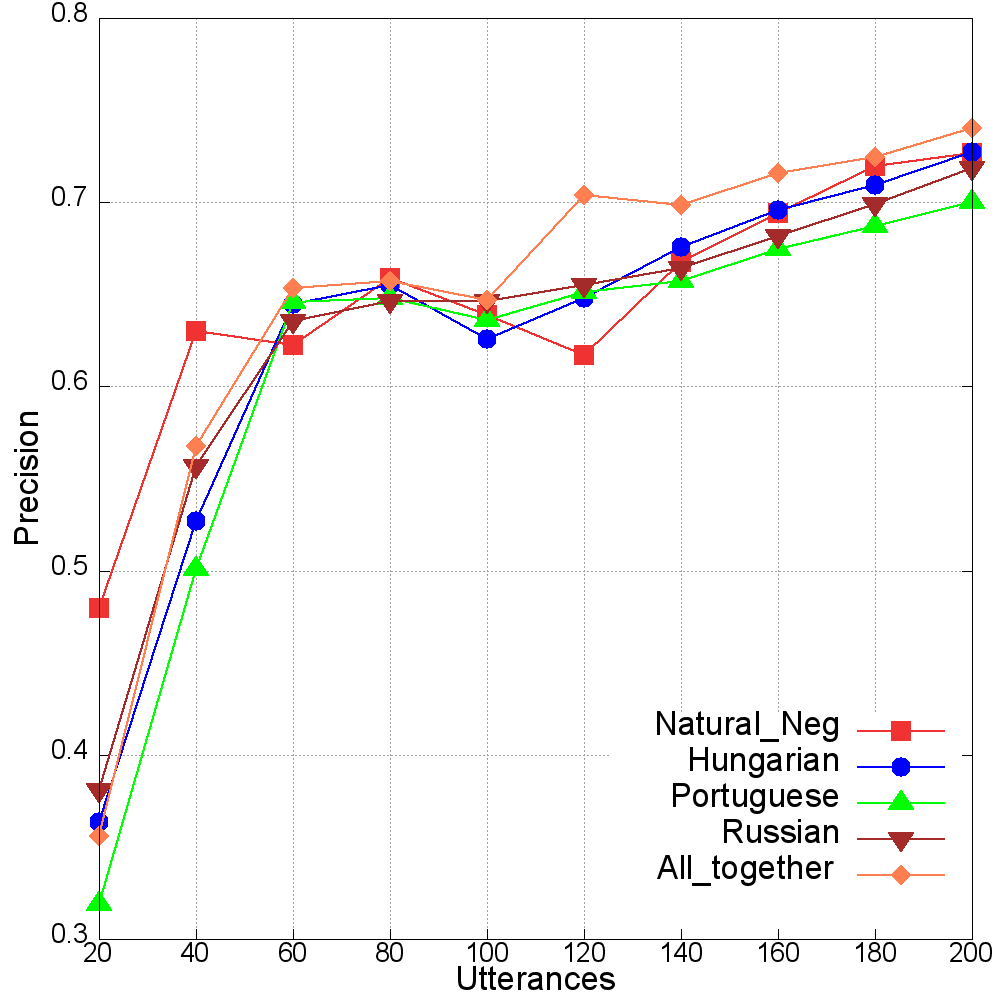 0.8
0.7
0.6
0.5
0.4
0.3
Precision
Natural_Neg
Hungarian
Portuguese
Russian
All_together
20 40 60 80 100 120 140 160 180 200
Utterances